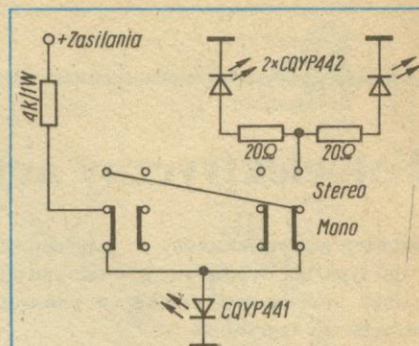 +Zasilania
4k/1W
2×CQYP442
20Ω
20Ω
Stereo
Mono
CQYP441